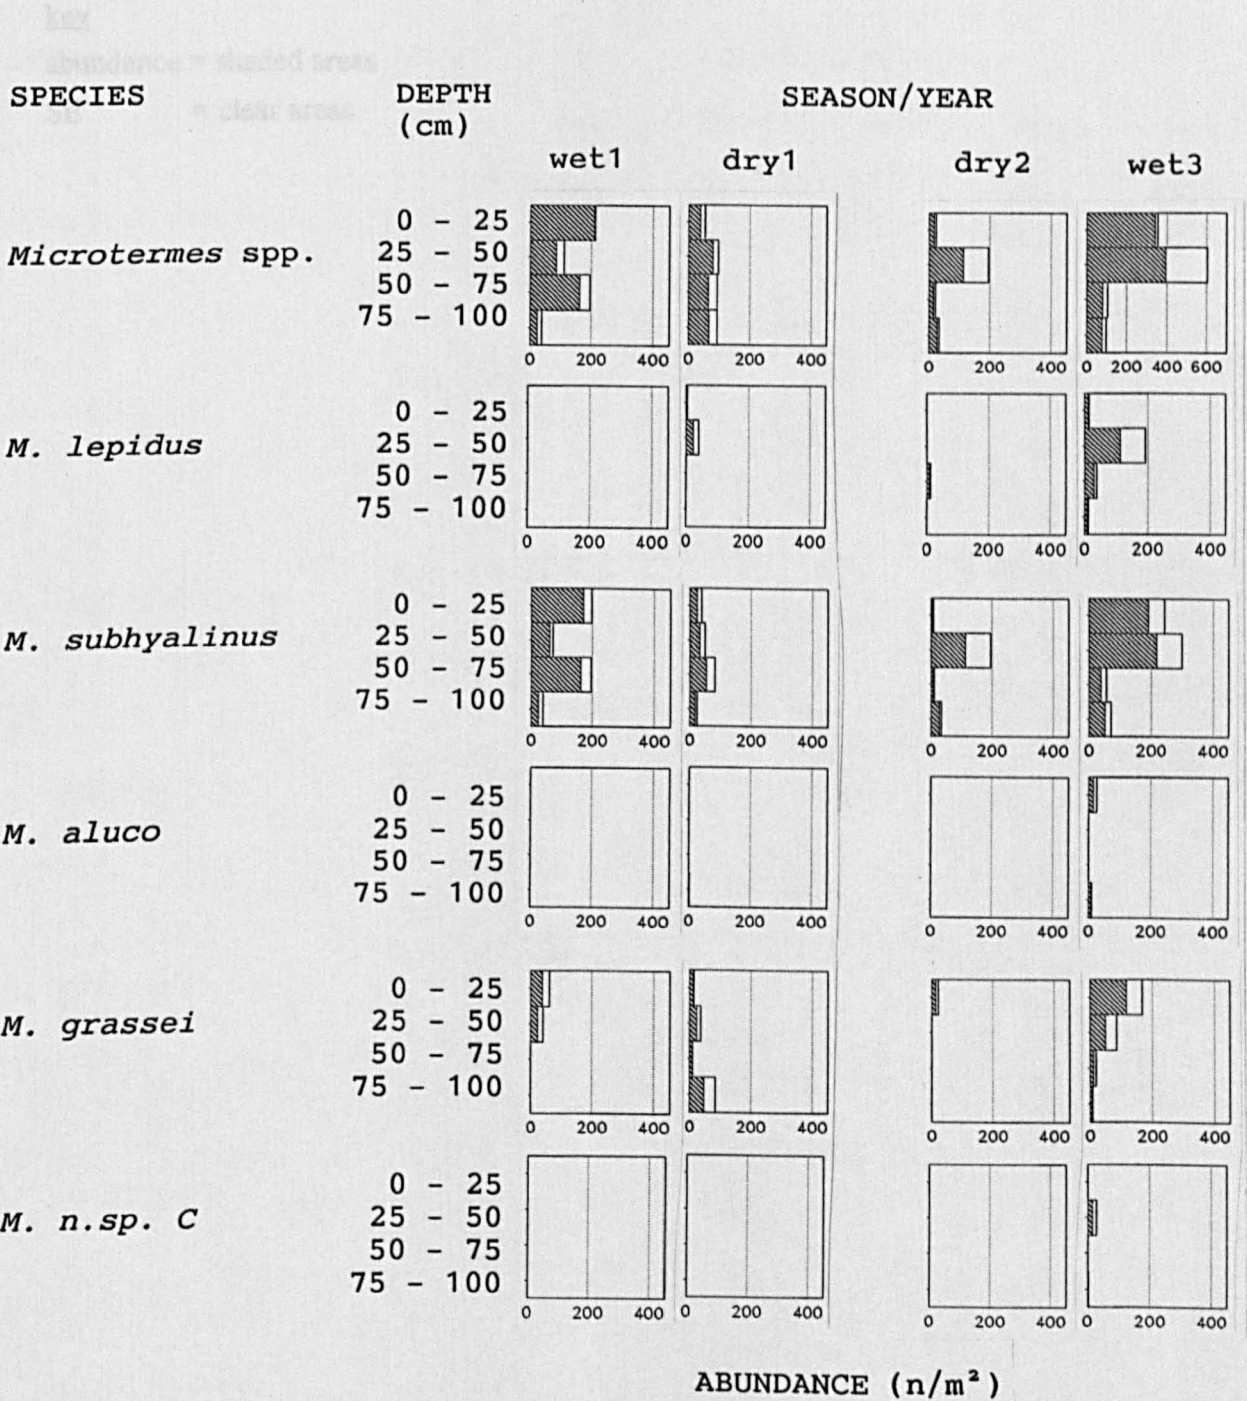 key
abundance = shaded areas
SE = clear areas
SPECIES DEPTH SEASON/YEAR
(cm)
wet1 dry1 dry2 wet3
Microtermes spp.
0 - 25
25 - 50
50 - 75
75 - 100
0 200 400 0 200 400 0 200 400 0 200 400 600
M. lepidus
0 - 25
25 - 50
50 - 75
75 - 100
0 200 400 0 200 400 0 200 400 0 200 400
M. subhyalinus
0 - 25
25 - 50
50 - 75
75 - 100
0 200 400 0 200 400 0 200 400 0 200 400
M. aluco
0 - 25
25 - 50
50 - 75
75 - 100
0 200 400 0 200 400 0 200 400 0 200 400
M. grassei
0 - 25
25 - 50
50 - 75
75 - 100
0 200 400 0 200 400 0 200 400 0 200 400
M. n.sp. C
0 - 25
25 - 50
50 - 75
75 - 100
0 200 400 0 200 400 0 200 400 0 200 400
ABUNDANCE (n/m²)